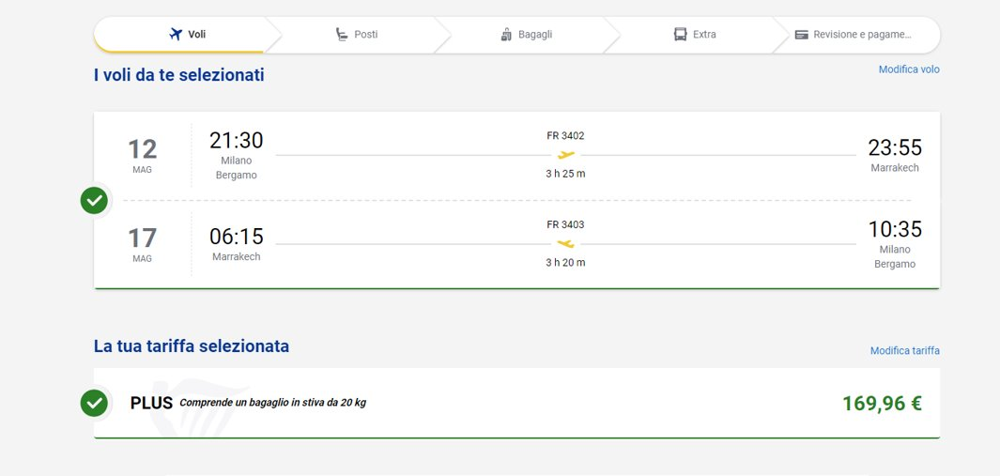 Voli
Posti
Bagagli
Extra
Revisione e pagame...
I voli da te selezionati
Modifica volo
12
MAG
21:30
Milano
Bergamo
FR 3402
3 h 25 m
23:55
Marrakech
17
MAG
06:15
Marrakech
FR 3403
3 h 20 m
10:35
Milano
Bergamo
La tua tariffa selezionata
Modifica tariffa
PLUS Comprende un bagaglio in stiva da 20 kg
169,96 €